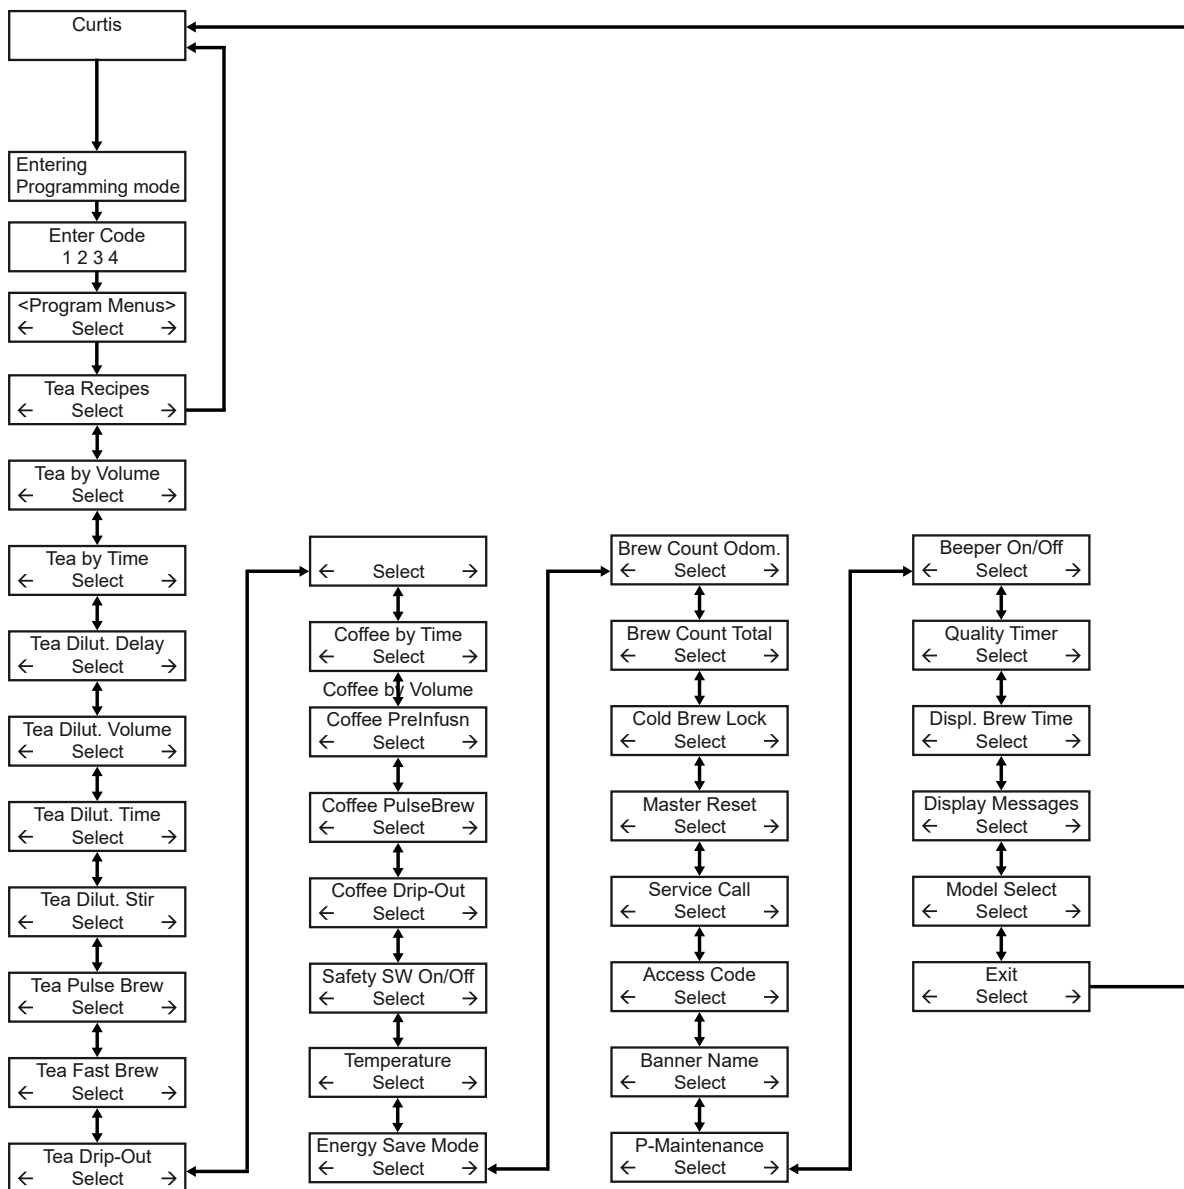 Curtis
Entering
Programming mode
Enter Code
1 2 3 4
<Program Menus>
← Select →
Tea Recipes
← Select →
Tea by Volume
← Select →
Tea by Time
← Select →
Tea Dilut. Delay
← Select →
Tea Dilut. Volume
← Select →
Tea Dilut. Time
← Select →
Tea Dilut. Stir
← Select →
Tea Pulse Brew
← Select →
Tea Fast Brew
← Select →
Tea Drip-Out
← Select →
← Select →
Coffee by Time
← Select →
Coffee by Volume
Coffee PreInfusn
← Select →
Coffee PulseBrew
← Select →
Coffee Drip-Out
← Select →
Safety SW On/Off
← Select →
Temperature
← Select →
Energy Save Mode
← Select →
Brew Count Odom.
← Select →
Brew Count Total
← Select →
Cold Brew Lock
← Select →
Master Reset
← Select →
Service Call
← Select →
Access Code
← Select →
Banner Name
← Select →
P-Maintenance
← Select →
Beeper On/Off
← Select →
Quality Timer
← Select →
Displ. Brew Time
← Select →
Display Messages
← Select →
Model Select
← Select →
Exit
← Select →